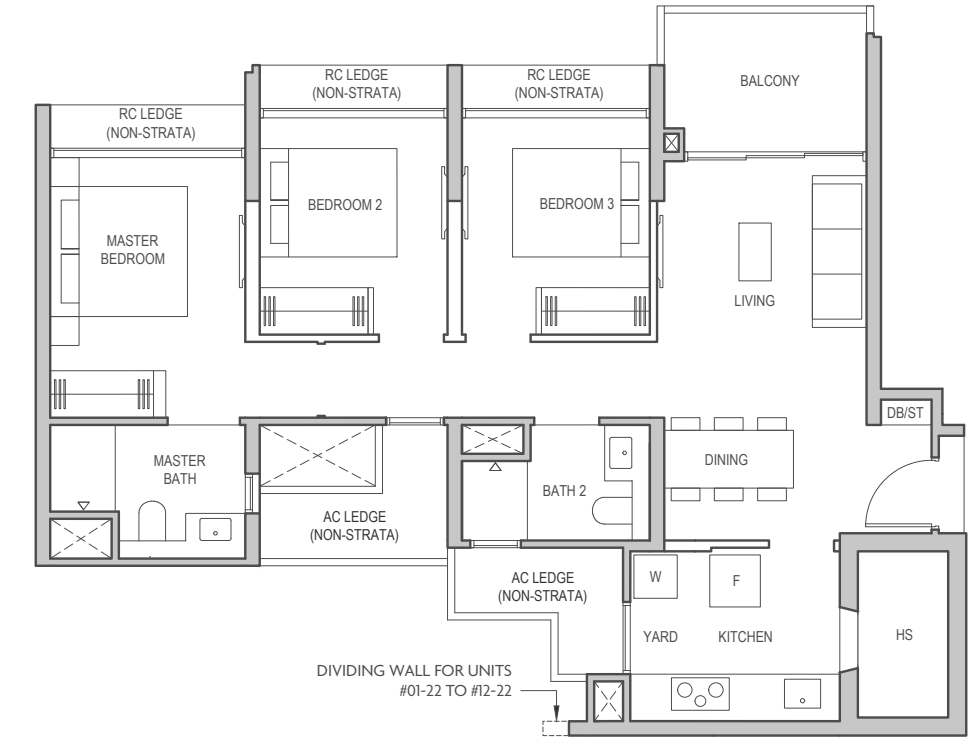 BALCONY
RC LEDGE
(NON-STRATA)
RC LEDGE
(NON-STRATA)
RC LEDGE
(NON-STRATA)
BEDROOM 2
BEDROOM 3
MASTER
BEDROOM
LIVING
DB/ST
MASTER
BATH
DINING
BATH 2
AC LEDGE
(NON-STRATA)
AC LEDGE
(NON-STRATA)
W
F
YARD
KITCHEN
HS
DIVIDING WALL FOR UNITS
#01-22 TO #12-22